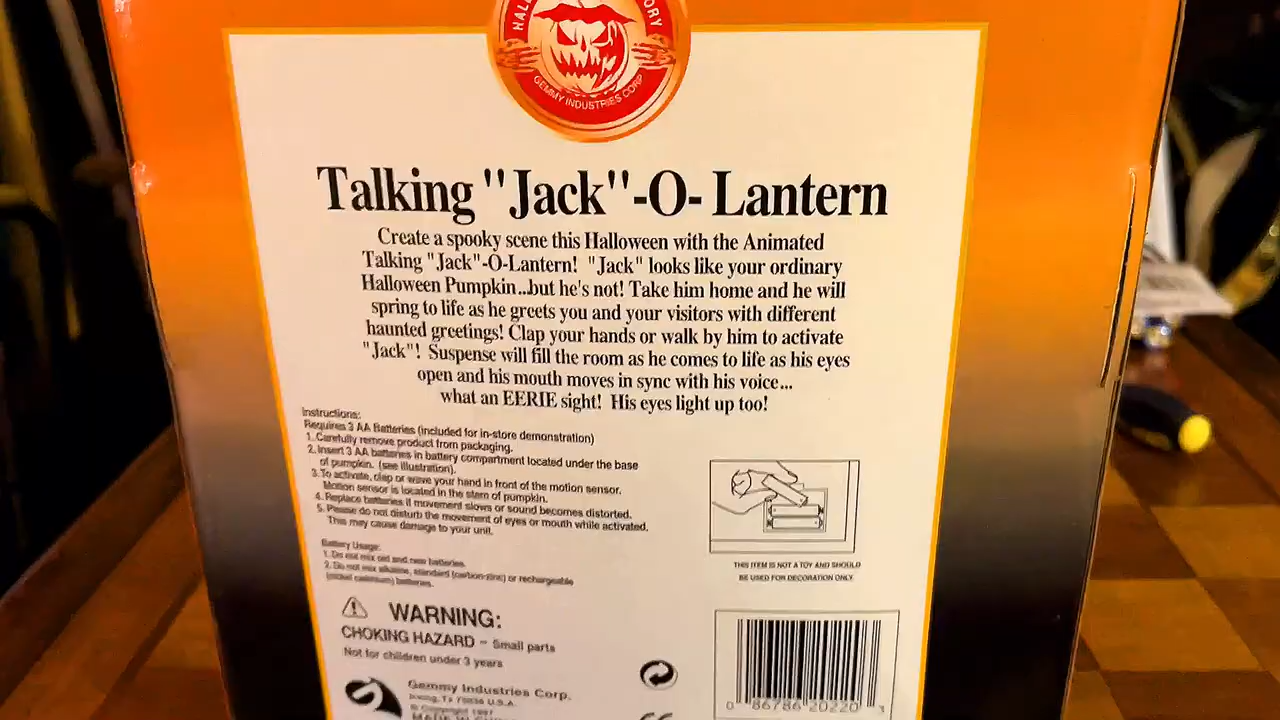 HAL ORY
GEMMY INDUSTRIES CORP
Talking "Jack"-O- Lantern
Create a spooky scene this Halloween with the Animated
Talking "Jack"-O-Lantern! "Jack" looks like your ordinary
Halloween Pumpkin...but he's not! Take him home and he will
spring to life as he greets you and your visitors with different
haunted greetings! Clap your hands or walk by him to activate
"Jack"! Suspense will fill the room as he comes to life as his eyes
open and his mouth moves in sync with his voice...
what an EERIE sight! His eyes light up too!
Instructions:
Requires 3 AA Batteries (included for in-store demonstration)
1. Carefully remove product from packaging.
2. Insert 3 AA batteries in battery compartment located under the base
of pumpkin. (see illustration).
3. To activate, clap or wave your hand in front of the motion sensor.
Motion sensor is located in the stem of pumpkin.
4. Replace batteries if movement slows or sound becomes distorted.
5. Please do not disturb the movement of eyes or mouth while activated.
This may cause damage to your unit.
Battery Usage:
1. Do not mix old and new batteries.
2. Do not mix alkaline, standard (carbon-zinc) or rechargeable
(nickel cadmium) batteries.
THIS ITEM IS NOT A TOY AND SHOULD
BE USED FOR DECORATION ONLY.
WARNING:
CHOKING HAZARD - Small parts
Not for children under 3 years
Gemmy Industries Corp.
Irving, Tx 75038 U.S.A.
© Copyright 1997
MADE IN
0 86786 20220 3